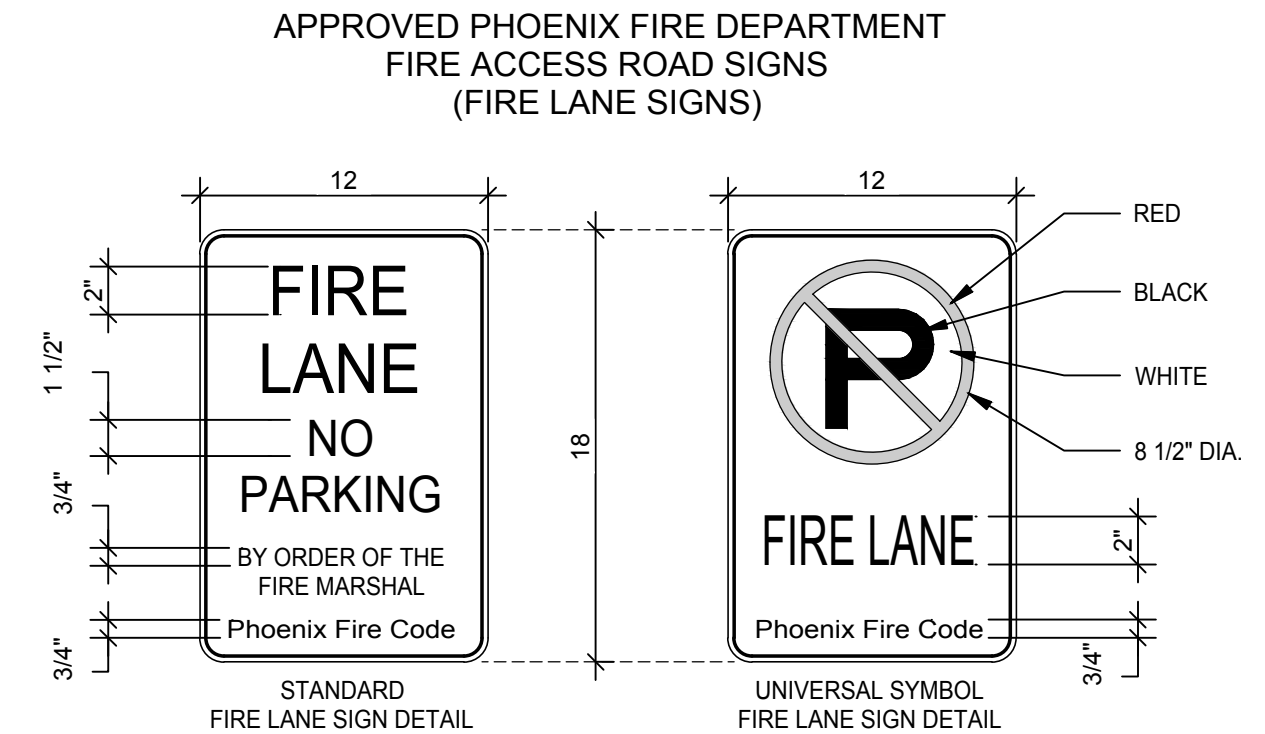 APPROVED PHOENIX FIRE DEPARTMENT
FIRE ACCESS ROAD SIGNS
(FIRE LANE SIGNS)
12
2"
1 1/2"
3/4"
3/4"
FIRE
LANE
NO
PARKING
BY ORDER OF THE
FIRE MARSHAL
Phoenix Fire Code
STANDARD
FIRE LANE SIGN DETAIL
18
12
P
RED
BLACK
WHITE
8 1/2" DIA.
FIRE LANE
2"
Phoenix Fire Code
3/4"
UNIVERSAL SYMBOL
FIRE LANE SIGN DETAIL